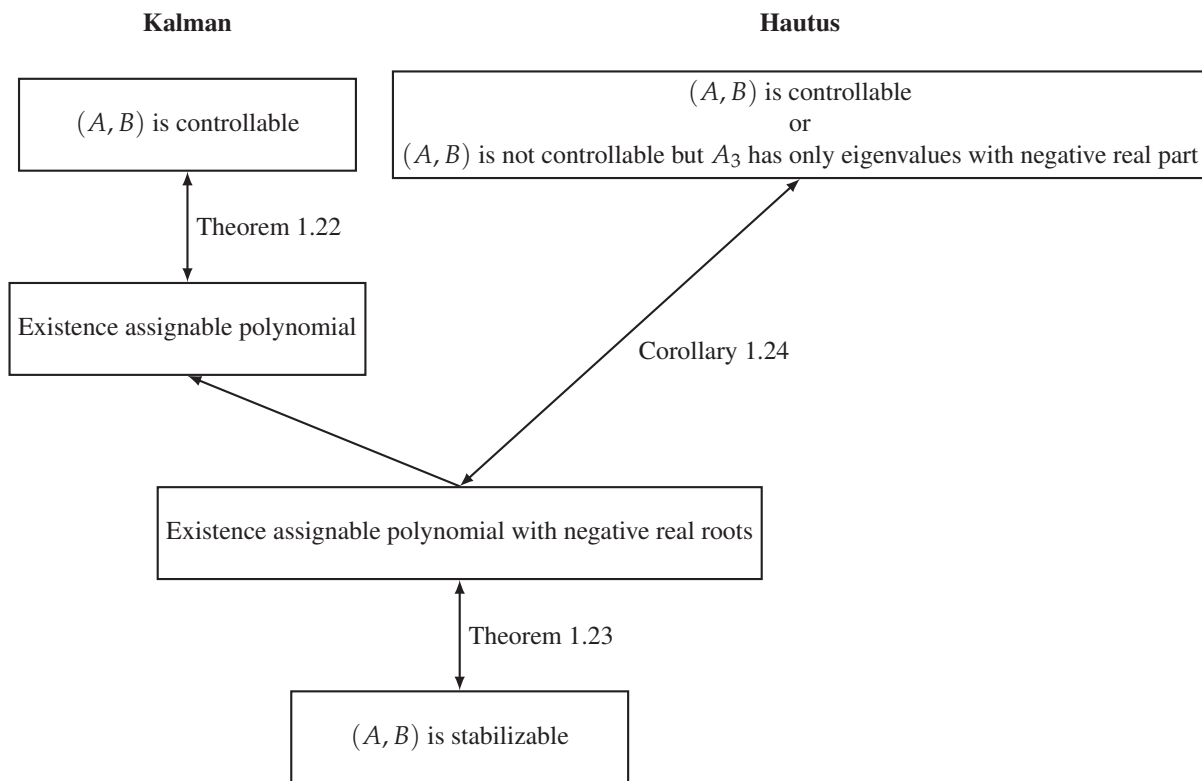 Kalman
Hautus
(A, B) is controllable
(A, B) is controllable
or
(A, B) is not controllable but A₃ has only eigenvalues with negative real part
Theorem 1.22
Existence assignable polynomial
Corollary 1.24
Existence assignable polynomial with negative real roots
Theorem 1.23
(A, B) is stabilizable